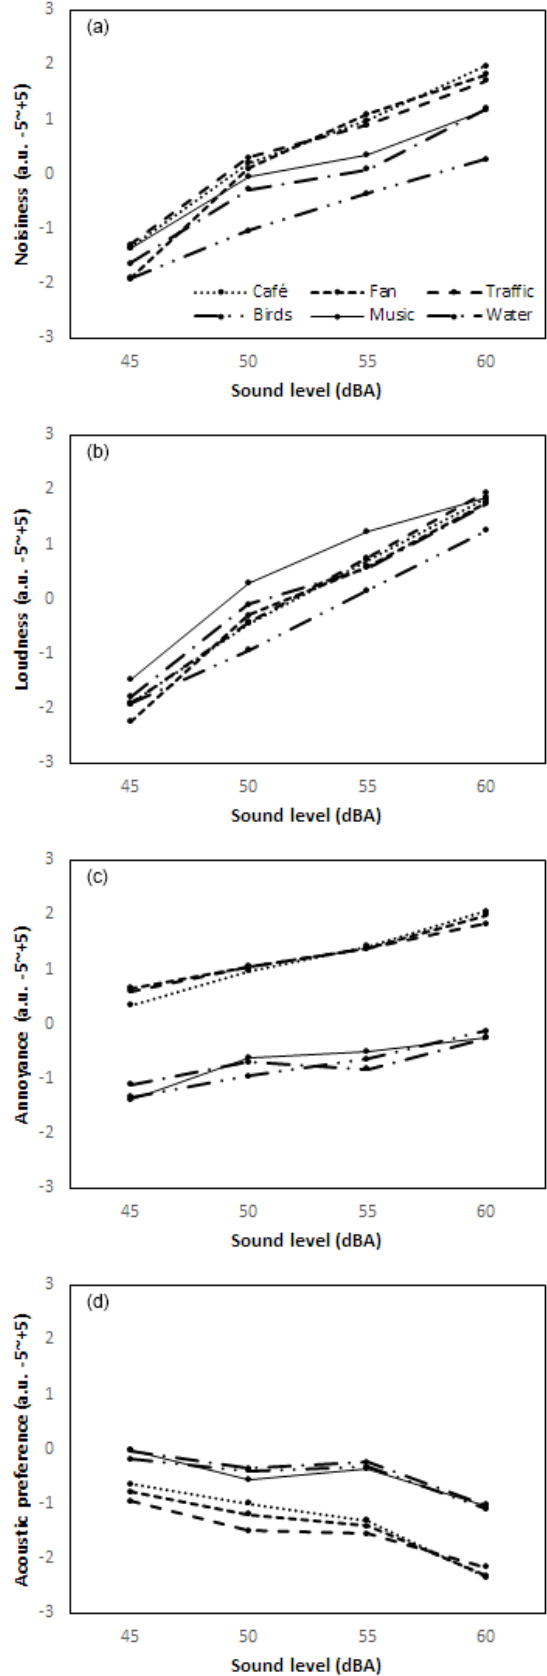 (a)
Noisiness (a.u. -5~+5)
3
2
1
0
-1
-2
-3
Café Fan Traffic
Birds Music Water
45 50 55 60
Sound level (dBA)
(b)
Loudness (a.u. -5~+5)
3
2
1
0
-1
-2
-3
45 50 55 60
Sound level (dBA)
(c)
Annoyance (a.u. -5~+5)
3
2
1
0
-1
-2
-3
45 50 55 60
Sound level (dBA)
(d)
Acoustic preference (a.u. -5~+5)
3
2
1
0
-1
-2
-3
45 50 55 60
Sound level (dBA)